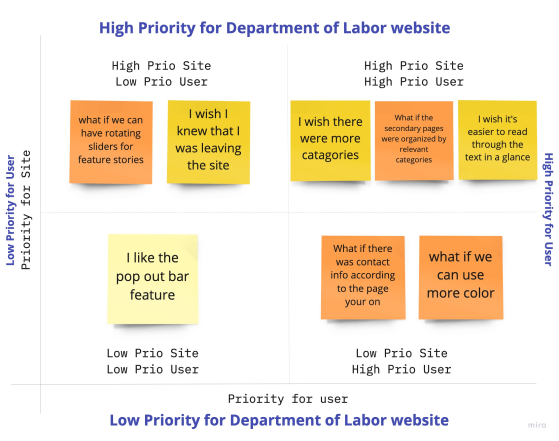 High Priority for Department of Labor website
High Prio Site
Low Prio User
High Prio Site
High Prio User
what if we can
have rotating
sliders for
feature stories
I wish I
knew that I
was leaving
the site
I wish there
were more
catagories
What if the
secondary pages
were organized by
relevant
categories
I wish it's
easier to read
through the
text in a glance
Low Priority for User
Priority for Site
High Priority for User
I like the
pop out bar
feature
What if there
was contact
info according
to the page
your on
what if we
can use
more color
Low Prio Site
Low Prio User
Low Prio Site
High Prio User
Priority for user
Low Priority for Department of Labor website
miro